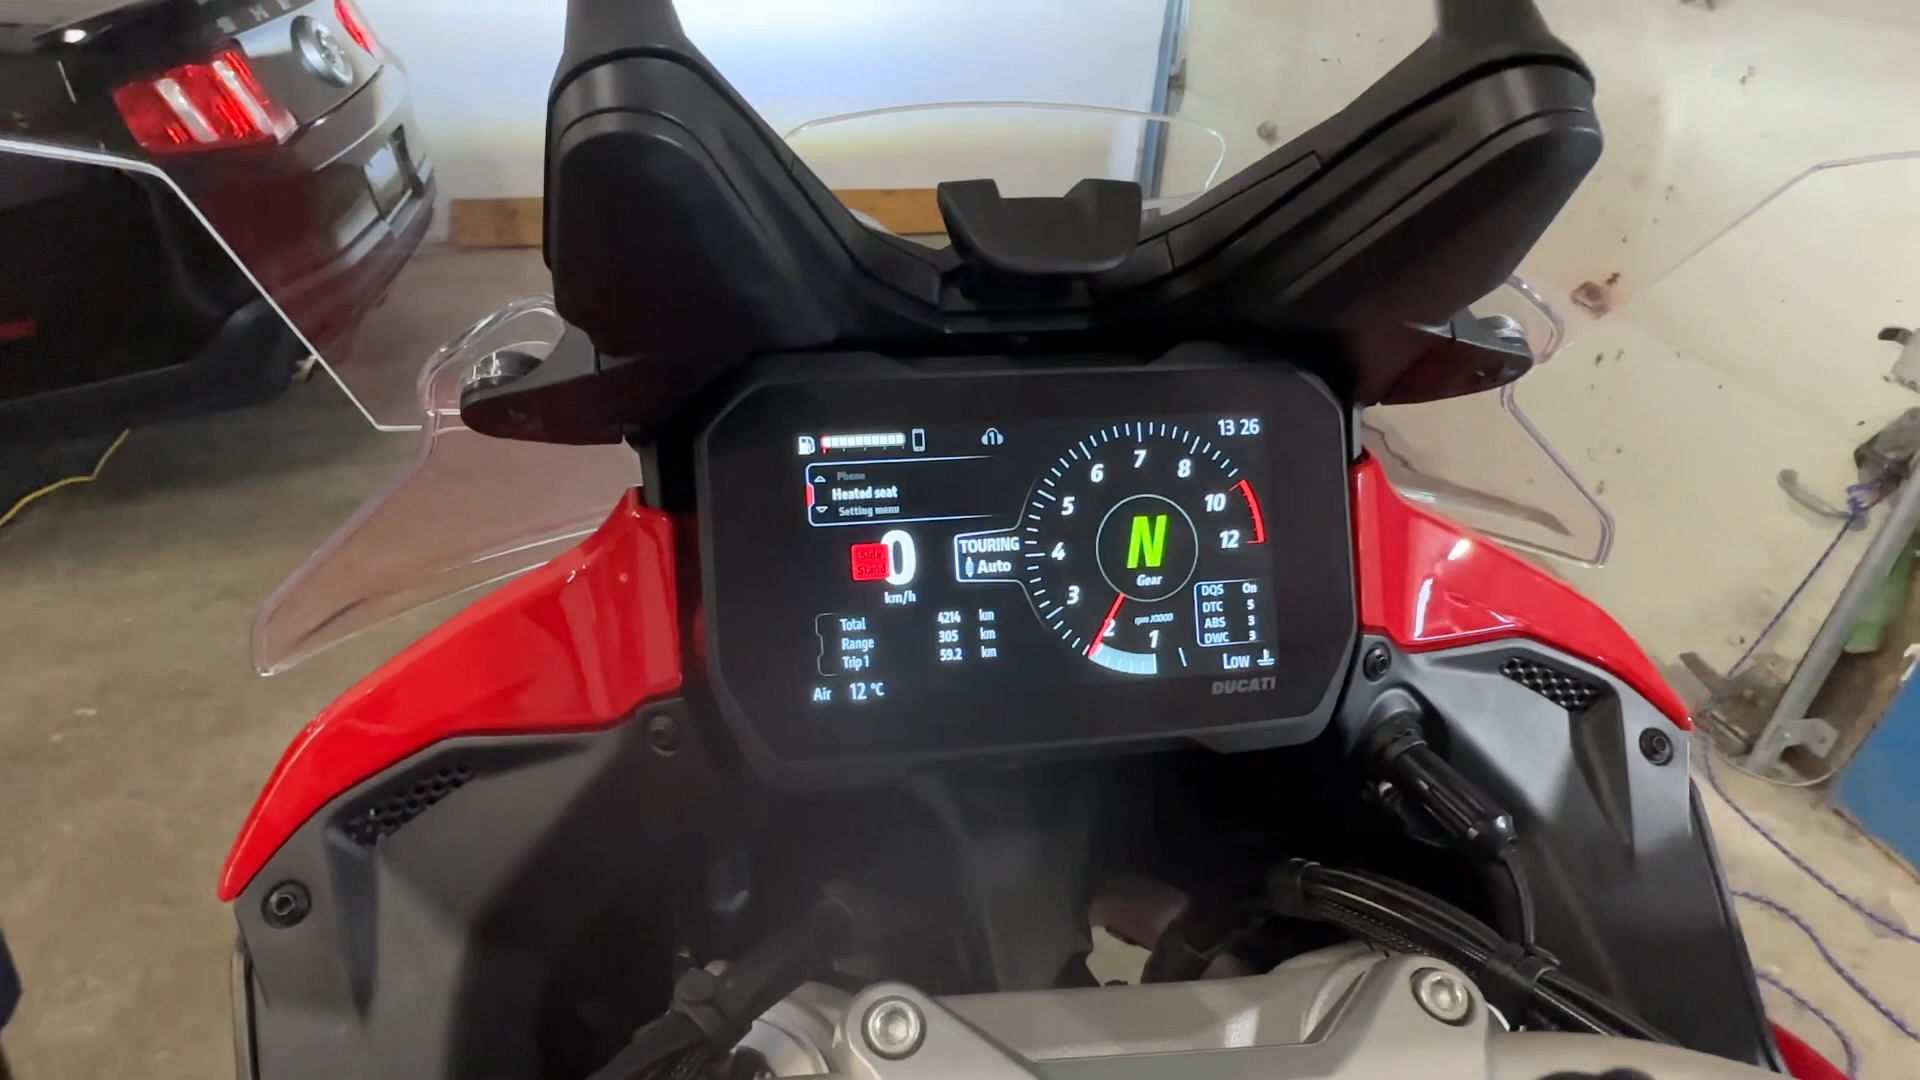 13 26
Phone
Heated seat
Setting menu
Side
Stand
0
km/h
TOURING
Auto
1
2
3
4
5
6
7
8
10
12
N
Gear
DQS On
DTC 5
ABS 3
DWC 3
Total 4214 km
Range 305 km
Trip 1 59.2 km
Air 12 °C
Low
DUCATI